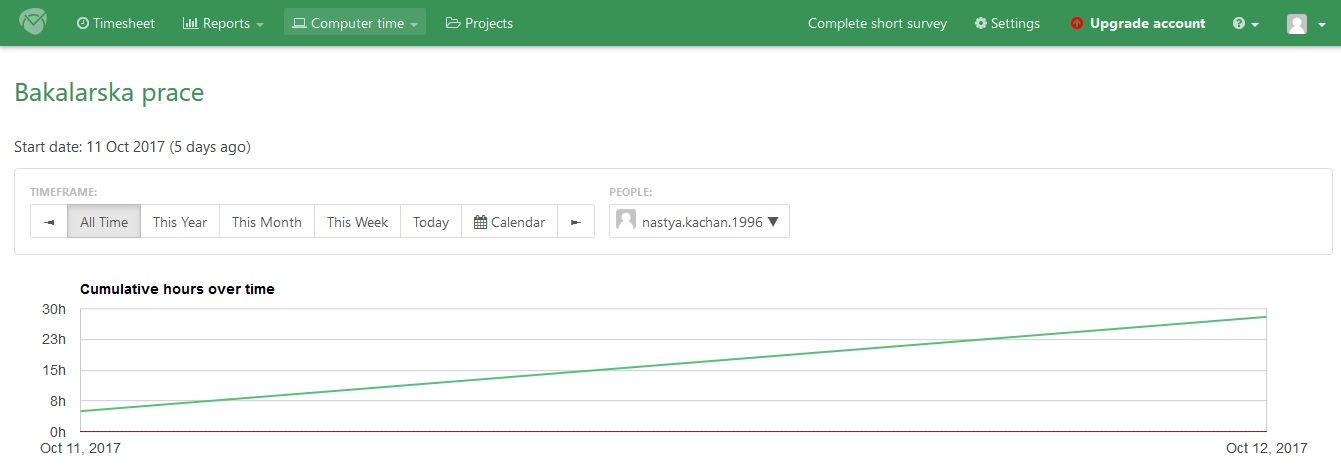 Timesheet Reports Computer time Projects Complete short survey Settings Upgrade account
Bakalarska prace
Start date: 11 Oct 2017 (5 days ago)
TIMEFRAME: PEOPLE:
All Time This Year This Month This Week Today Calendar nastya.kachan.1996
Cumulative hours over time
30h
23h
15h
8h
0h
Oct 11, 2017 Oct 12, 2017